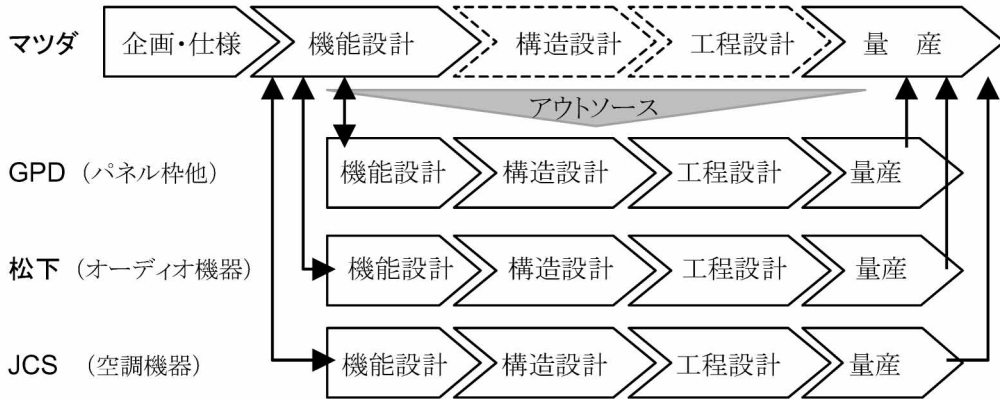 マツダ 企画・仕様 機能設計 構造設計 工程設計 量 産
アウトソース
GPD (パネル枠他) 機能設計 構造設計 工程設計 量産
松下 (オーディオ機器) 機能設計 構造設計 工程設計 量産
JCS (空調機器) 機能設計 構造設計 工程設計 量産